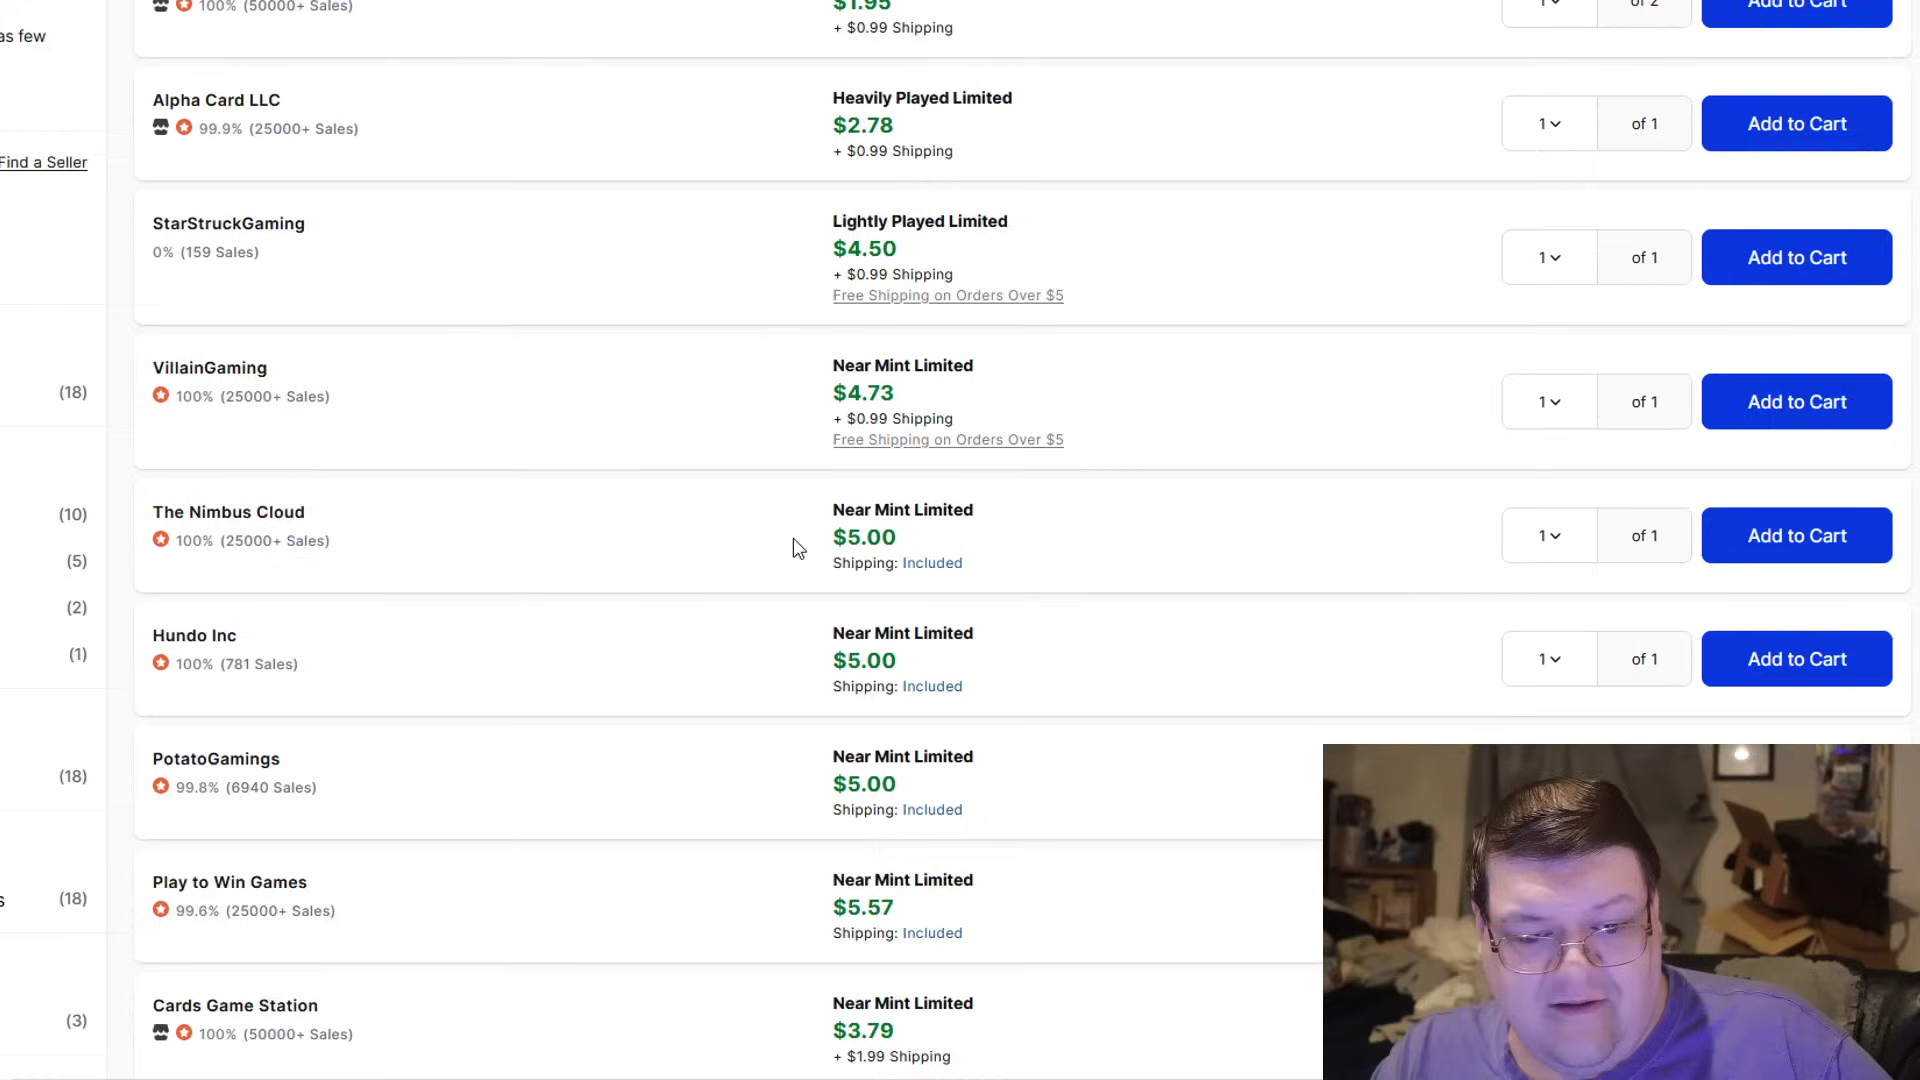 100% (50000+ Sales)
$1.95
+ $0.99 Shipping
1
of 2
Add to Cart
as few
Find a Seller
(18)
(10)
(5)
(2)
(1)
(18)
s
(18)
(3)
Alpha Card LLC
99.9% (25000+ Sales)
Heavily Played Limited
$2.78
+ $0.99 Shipping
1
of 1
Add to Cart
StarStruckGaming
0% (159 Sales)
Lightly Played Limited
$4.50
+ $0.99 Shipping
Free Shipping on Orders Over $5
1
of 1
Add to Cart
VillainGaming
100% (25000+ Sales)
Near Mint Limited
$4.73
+ $0.99 Shipping
Free Shipping on Orders Over $5
1
of 1
Add to Cart
The Nimbus Cloud
100% (25000+ Sales)
Near Mint Limited
$5.00
Shipping: Included
1
of 1
Add to Cart
Hundo Inc
100% (781 Sales)
Near Mint Limited
$5.00
Shipping: Included
1
of 1
Add to Cart
PotatoGamings
99.8% (6940 Sales)
Near Mint Limited
$5.00
Shipping: Included
Play to Win Games
99.6% (25000+ Sales)
Near Mint Limited
$5.57
Shipping: Included
Cards Game Station
100% (50000+ Sales)
Near Mint Limited
$3.79
+ $1.99 Shipping